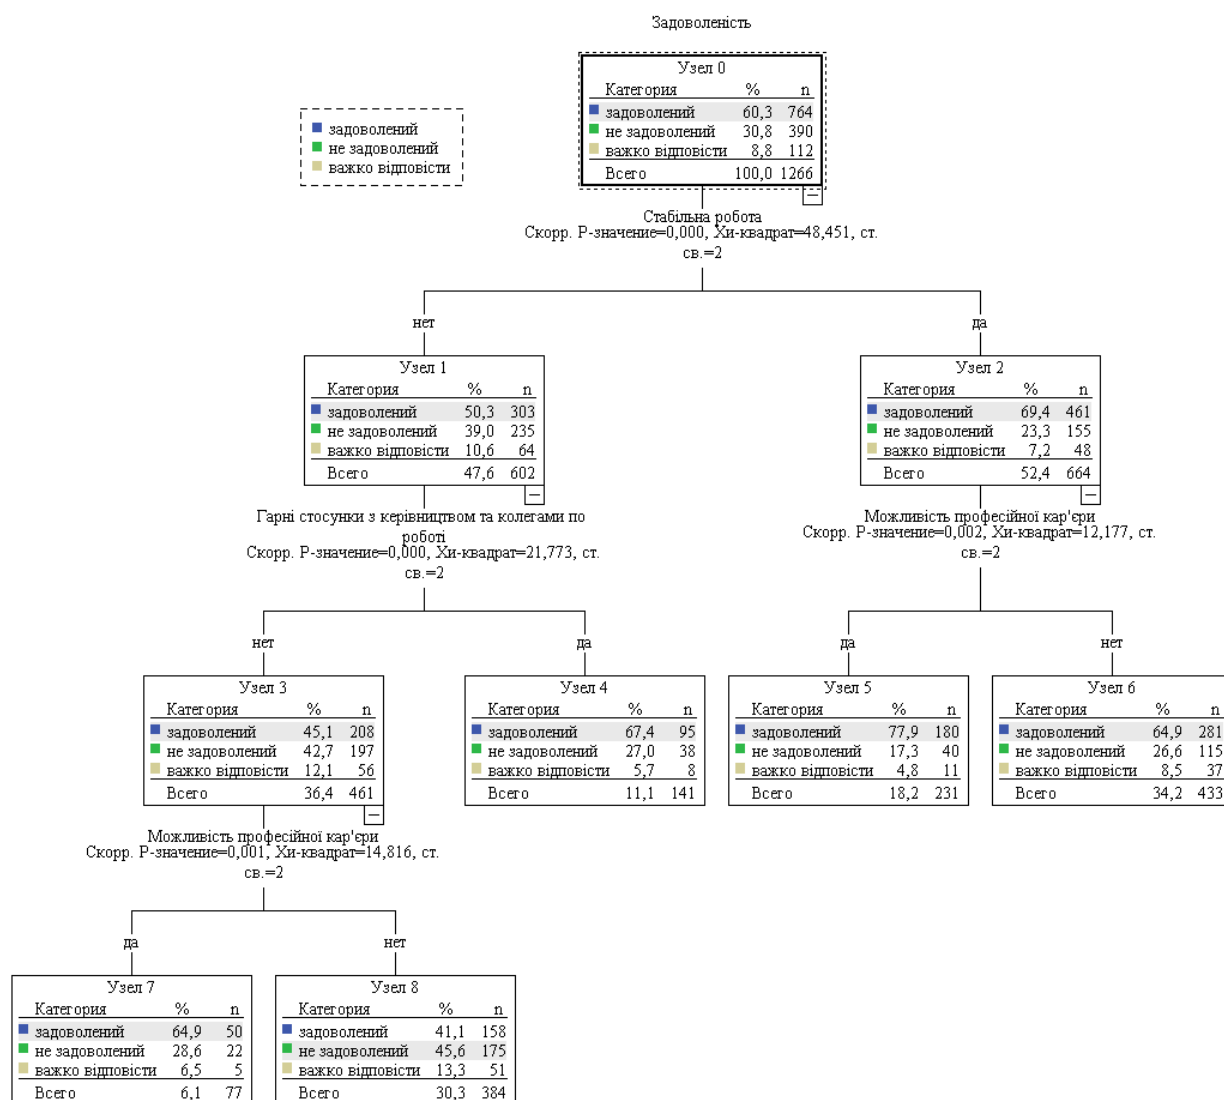 Задоволеність
Узел 0
Категория % n
задоволений 60,3 764
не задоволений 30,8 390
важко відповісти 8,8 112
Всего 100,0 1266
задоволений
не задоволений
важко відповісти
Стабільна робота
Скорр. P-значение=0,000, Хи-квадрат=48,451, ст.
св.=2
нет
да
Узел 1
Категория % n
задоволений 50,3 303
не задоволений 39,0 235
важко відповісти 10,6 64
Всего 47,6 602
Узел 2
Категория % n
задоволений 69,4 461
не задоволений 23,3 155
важко відповісти 7,2 48
Всего 52,4 664
Гарні стосунки з керівництвом та колегами по
роботі
Скорр. P-значение=0,000, Хи-квадрат=21,773, ст.
св.=2
Можливість професійної кар'єри
Скорр. P-значение=0,002, Хи-квадрат=12,177, ст.
св.=2
нет
да
да
нет
Узел 3
Категория % n
задоволений 45,1 208
не задоволений 42,7 197
важко відповісти 12,1 56
Всего 36,4 461
Узел 4
Категория % n
задоволений 67,4 95
не задоволений 27,0 38
важко відповісти 5,7 8
Всего 11,1 141
Узел 5
Категория % n
задоволений 77,9 180
не задоволений 17,3 40
важко відповісти 4,8 11
Всего 18,2 231
Узел 6
Категория % n
задоволений 64,9 281
не задоволений 26,6 115
важко відповісти 8,5 37
Всего 34,2 433
Можливість професійної кар'єри
Скорр. P-значение=0,001, Хи-квадрат=14,816, ст.
св.=2
да
нет
Узел 7
Категория % n
задоволений 64,9 50
не задоволений 28,6 22
важко відповісти 6,5 5
Всего 6,1 77
Узел 8
Категория % n
задоволений 41,1 158
не задоволений 45,6 175
важко відповісти 13,3 51
Всего 30,3 384